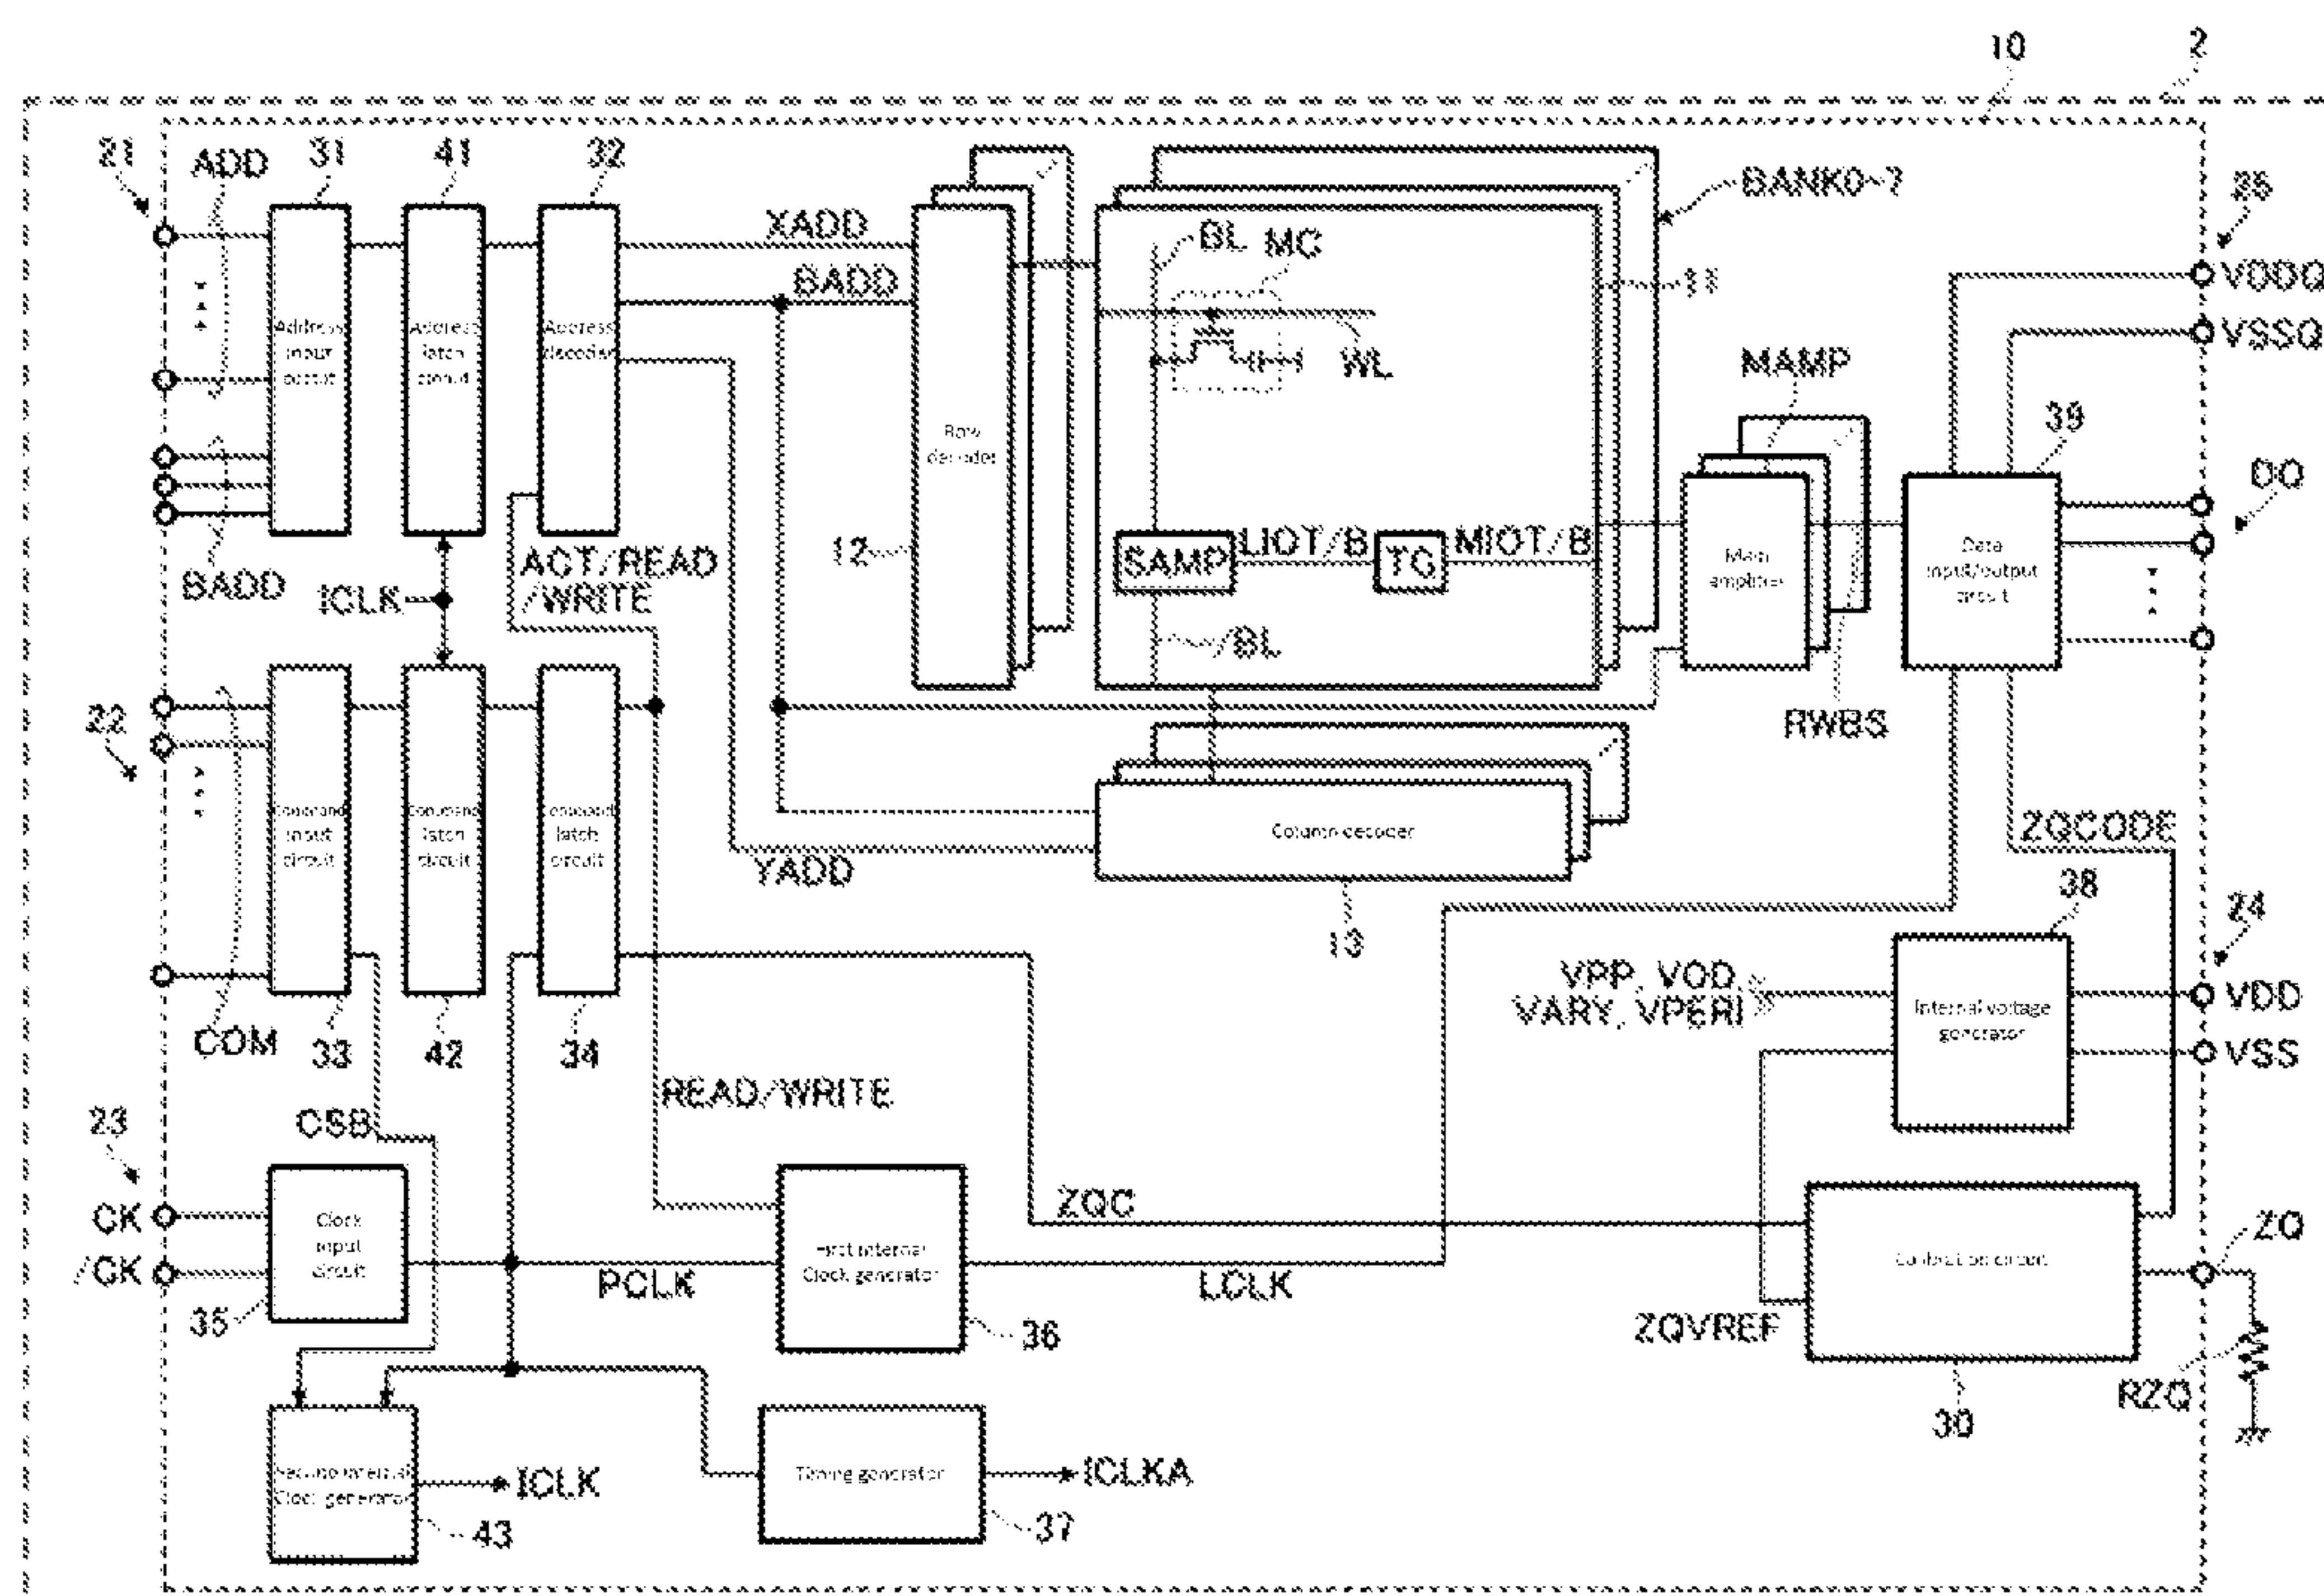 10
2
21
ADD
31
41
32
XADD
BADD
BL
MC
BANK0~7
11
WL
25
VDDQ
VSSQ
MAMP
39
DQ
Address
input
circuit
Address
latch
circuit
Address
decoder
Row
decoder
12
SAMP
LIOT/B
TG
MIOT/B
Main
amplifier
Data
input/output
circuit
BADD
ICLK
ACT/READ
/WRITE
/BL
RWBS
22
Command
input
circuit
Command
latch
circuit
Command
latch
circuit
Column decoder
YADD
13
ZQCODE
38
24
VPP, VOD,
VARY, VPERI
Internal voltage
generator
VDD
VSS
COM
33
42
34
READ/WRITE
CSB
23
CK
/CK
Clock
input
circuit
35
PCLK
First internal
Clock generator
36
ZQC
LCLK
Calibration circuit
ZQ
ZQVREF
RZQ
30
Second internal
Clock generator
ICLK
43
Timing generator
ICLKA
37